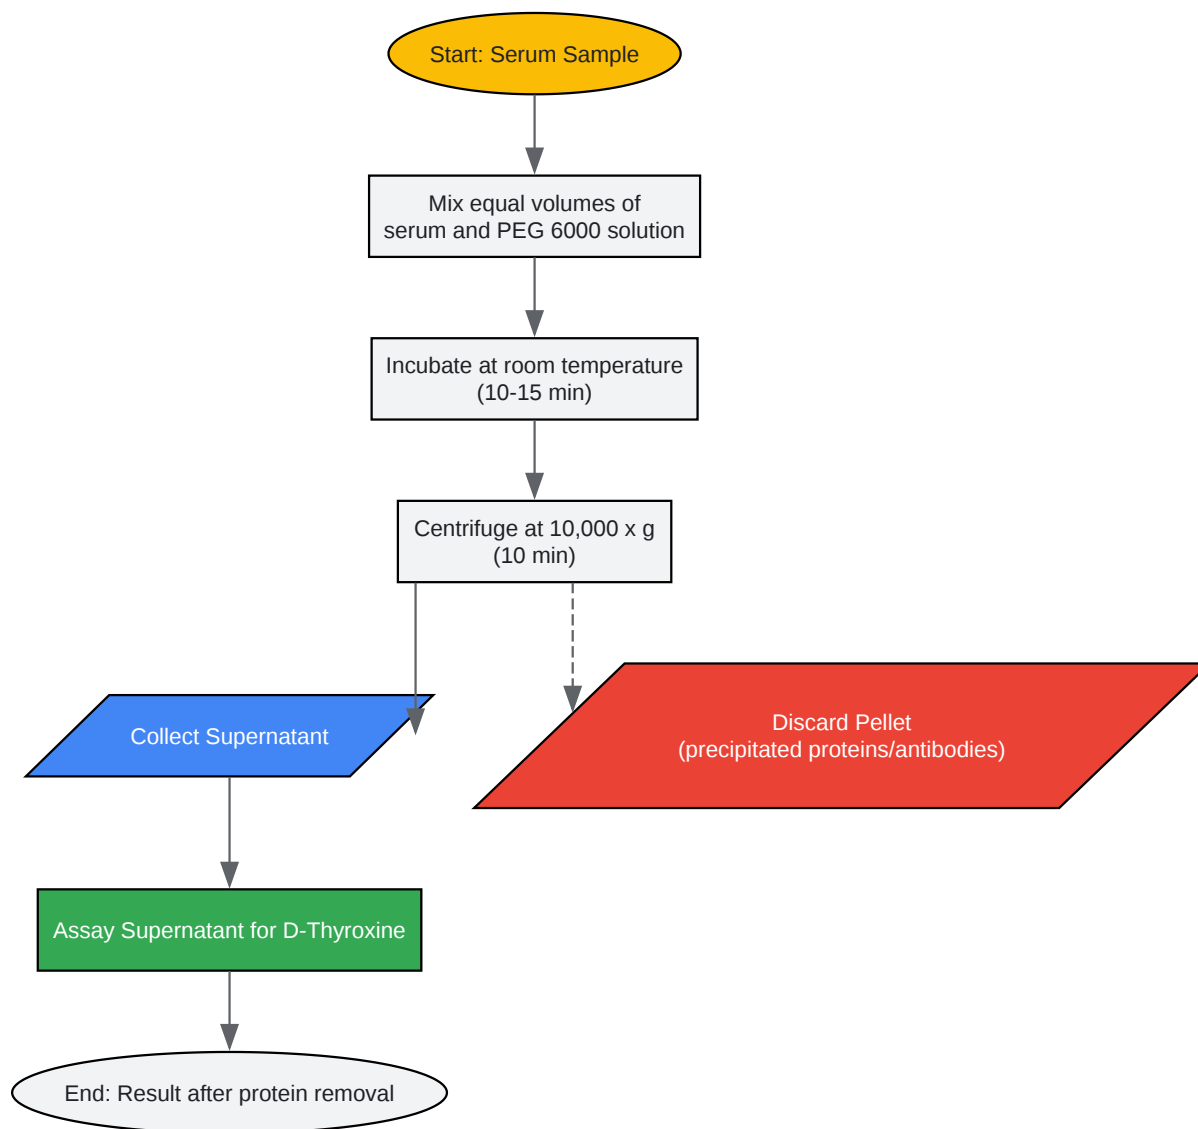 Start: Serum Sample
Mix equal volumes of
serum and PEG 6000 solution
Incubate at room temperature
(10-15 min)
Centrifuge at 10,000 x g
(10 min)
Collect Supernatant
Discard Pellet
(precipitated proteins/antibodies)
Assay Supernatant for D-Thyroxine
End: Result after protein removal